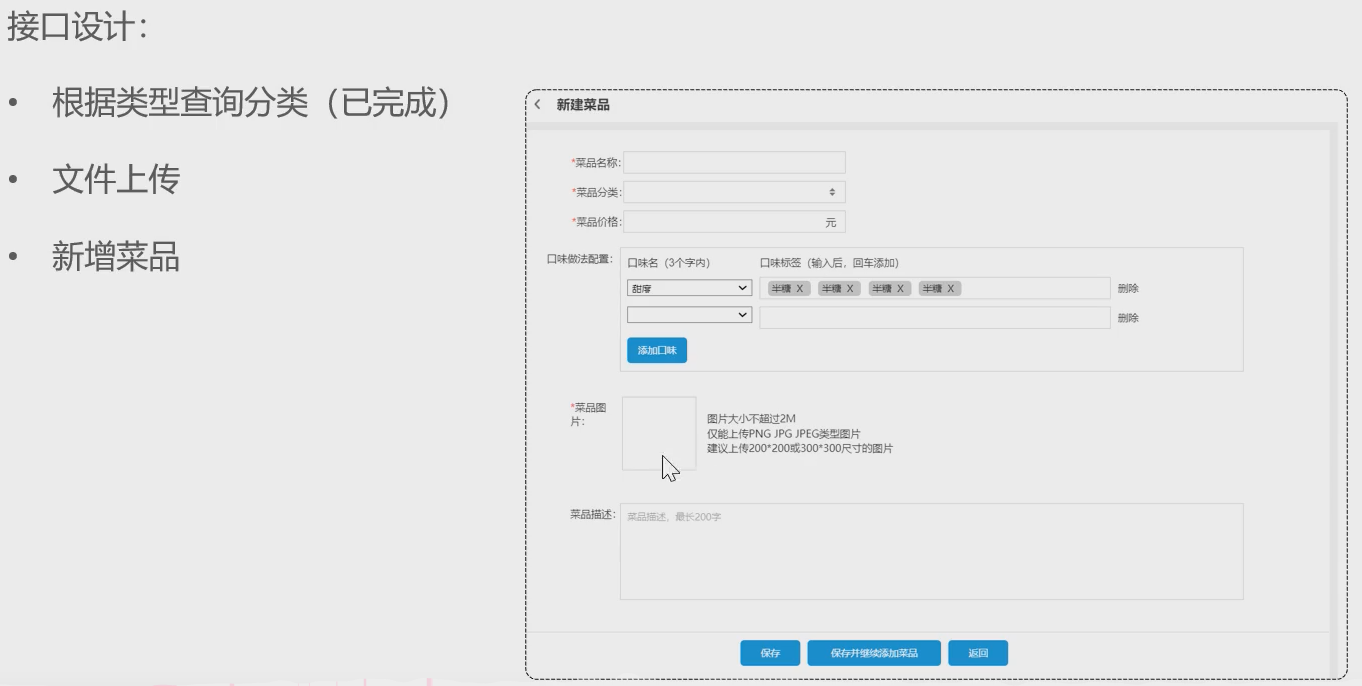 接口设计：
• 根据类型查询分类（已完成）
• 文件上传
• 新增菜品
新建菜品
*菜品名称:
*菜品分类:
*菜品价格: 元
口味做法配置: 口味名（3个字内） 口味标签（输入后，回车添加）
甜度 半糖 X 半糖 X 半糖 X 半糖 X 删除
删除
添加口味
*菜品图片:
图片大小不超过2M
仅能上传PNG JPG JPEG类型图片
建议上传200*200或300*300尺寸的图片
菜品描述: 菜品描述，最长200字
保存 保存并继续添加菜品 返回